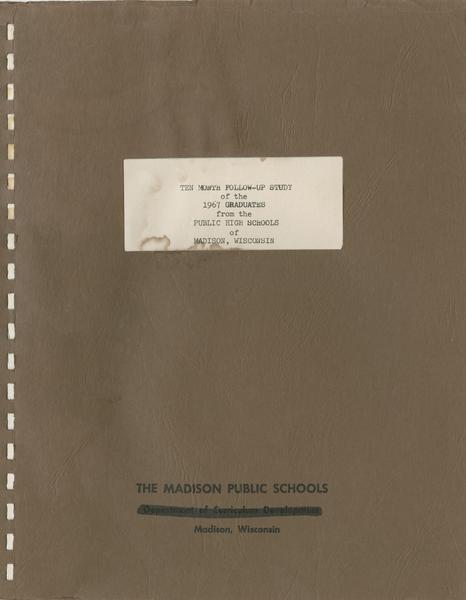 TEN MONTH FOLLOW-UP STUDY
of the
1967 GRADUATES
from the
PUBLIC HIGH SCHOOLS
of
MADISON, WISCONSIN
THE MADISON PUBLIC SCHOOLS
Department of Curriculum Development
Madison, Wisconsin